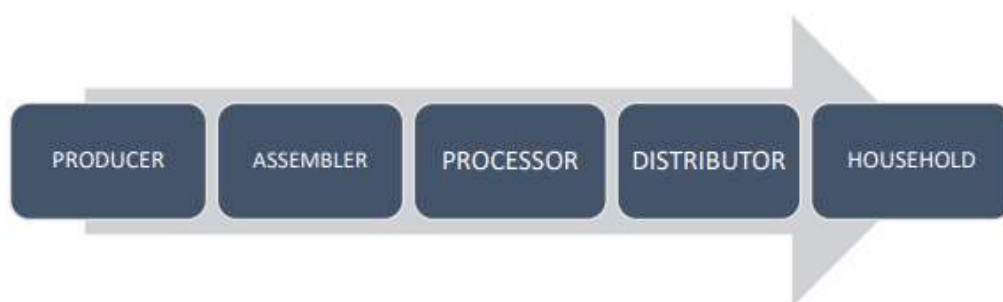 PRODUCER
ASSEMBLER
PROCESSOR
DISTRIBUTOR
HOUSEHOLD